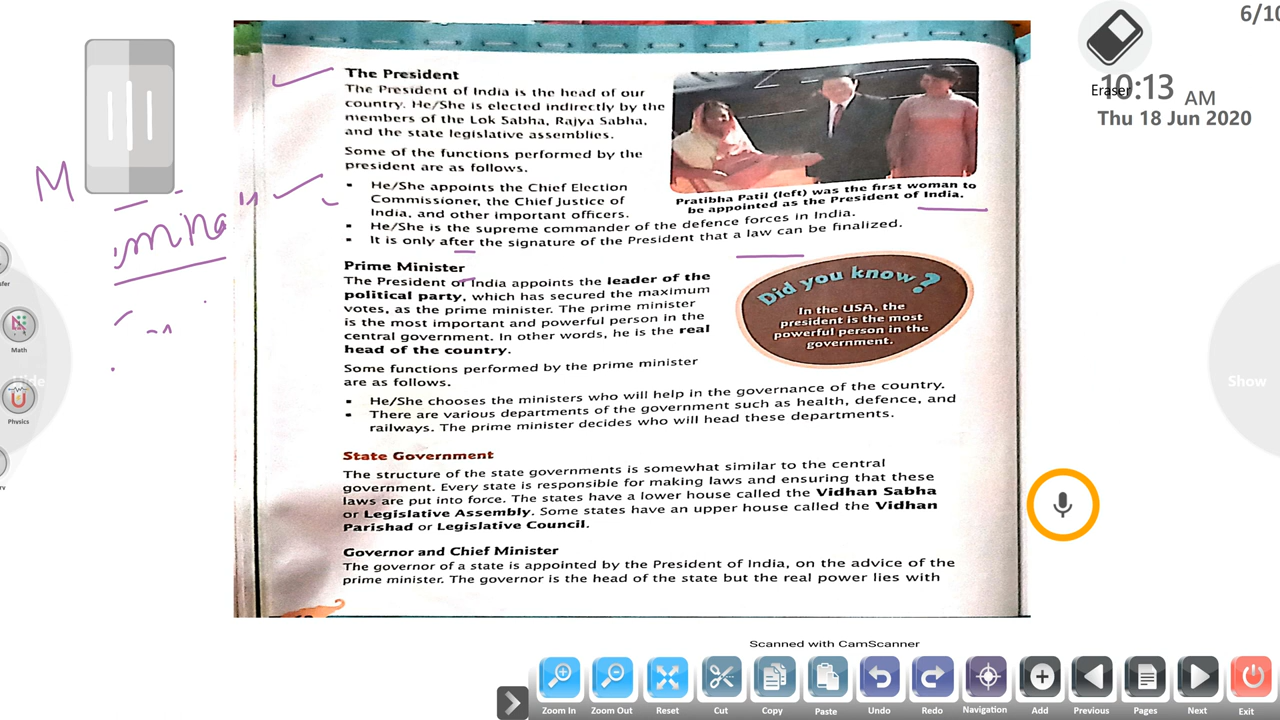 6/10
Eraser
10:13 AM
Thu 18 Jun 2020
The President
The President of India is the head of our
country. He/She is elected indirectly by the
members of the Lok Sabha, Rajya Sabha,
and the state legislative assemblies.
Some of the functions performed by the
president are as follows.
• He/She appoints the Chief Election
Commissioner, the Chief Justice of
India, and other important officers.
• He/She is the supreme commander of the defence forces in India.
• It is only after the signature of the President that a law can be finalized.
Pratibha Patil (left) was the first woman to
be appointed as the President of India.
Prime Minister
The President of India appoints the leader of the
political party, which has secured the maximum
votes, as the prime minister. The prime minister
is the most important and powerful person in the
central government. In other words, he is the real
head of the country.
Did you know?
In the USA, the
president is the most
powerful person in the
government.
Some functions performed by the prime minister
are as follows.
• He/She chooses the ministers who will help in the governance of the country.
• There are various departments of the government such as health, defence, and
railways. The prime minister decides who will head these departments.
State Government
The structure of the state governments is somewhat similar to the central
government. Every state is responsible for making laws and ensuring that these
laws are put into force. The states have a lower house called the Vidhan Sabha
or Legislative Assembly. Some states have an upper house called the Vidhan
Parishad or Legislative Council.
Governor and Chief Minister
The governor of a state is appointed by the President of India, on the advice of the
prime minister. The governor is the head of the state but the real power lies with
M
Math
Hide
Physics
Show
Scanned with CamScanner
Zoom In Zoom Out Reset Cut Copy Paste Undo Redo Navigation Add Previous Pages Next Exit